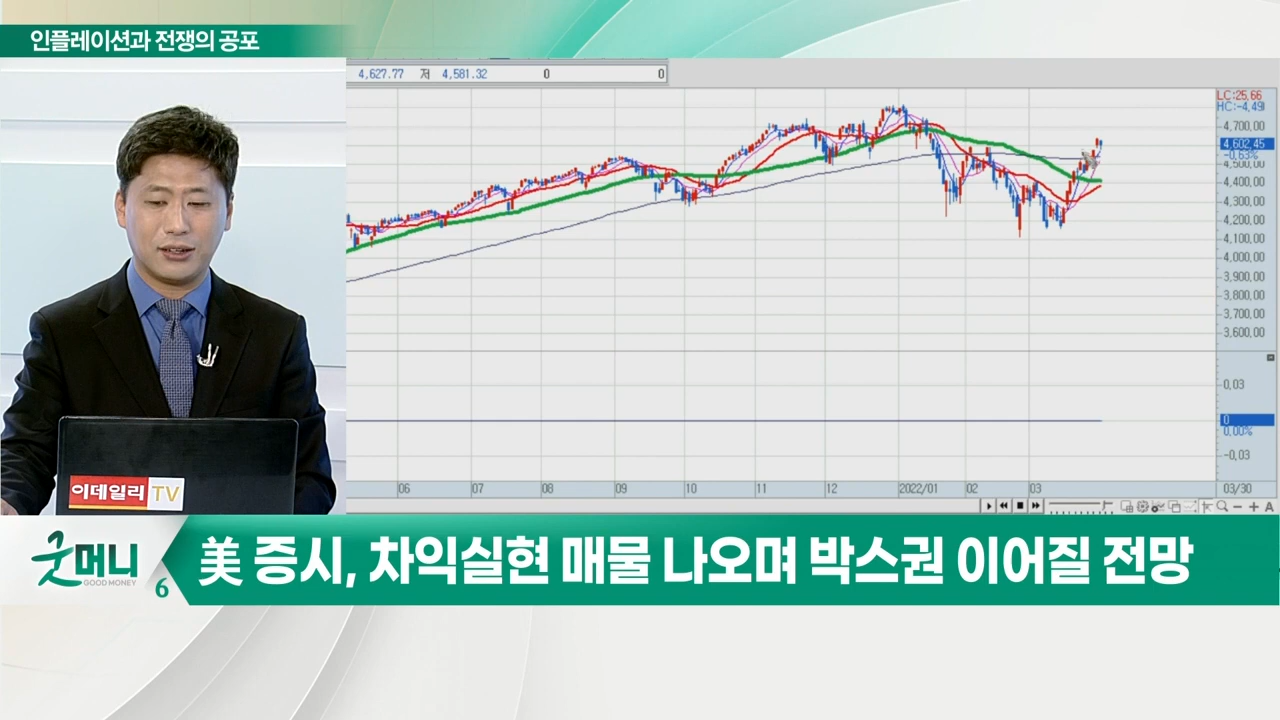 인플레이션과 전쟁의 공포
4,627.77 저 4,581.32 0 0
LC:25.66
HC:-4.49
4,700.00
4,602.45
-0.63%
4,500.00
4,400.00
4,300.00
4,200.00
4,100.00
4,000.00
3,900.00
3,800.00
3,700.00
3,600.00
0.03
0
0.00%
-0.03
06 07 08 09 10 11 12 2022/01 02 03 03/30
A
이데일리 TV
굿머니
GOOD MONEY
6
美 증시, 차익실현 매물 나오며 박스권 이어질 전망